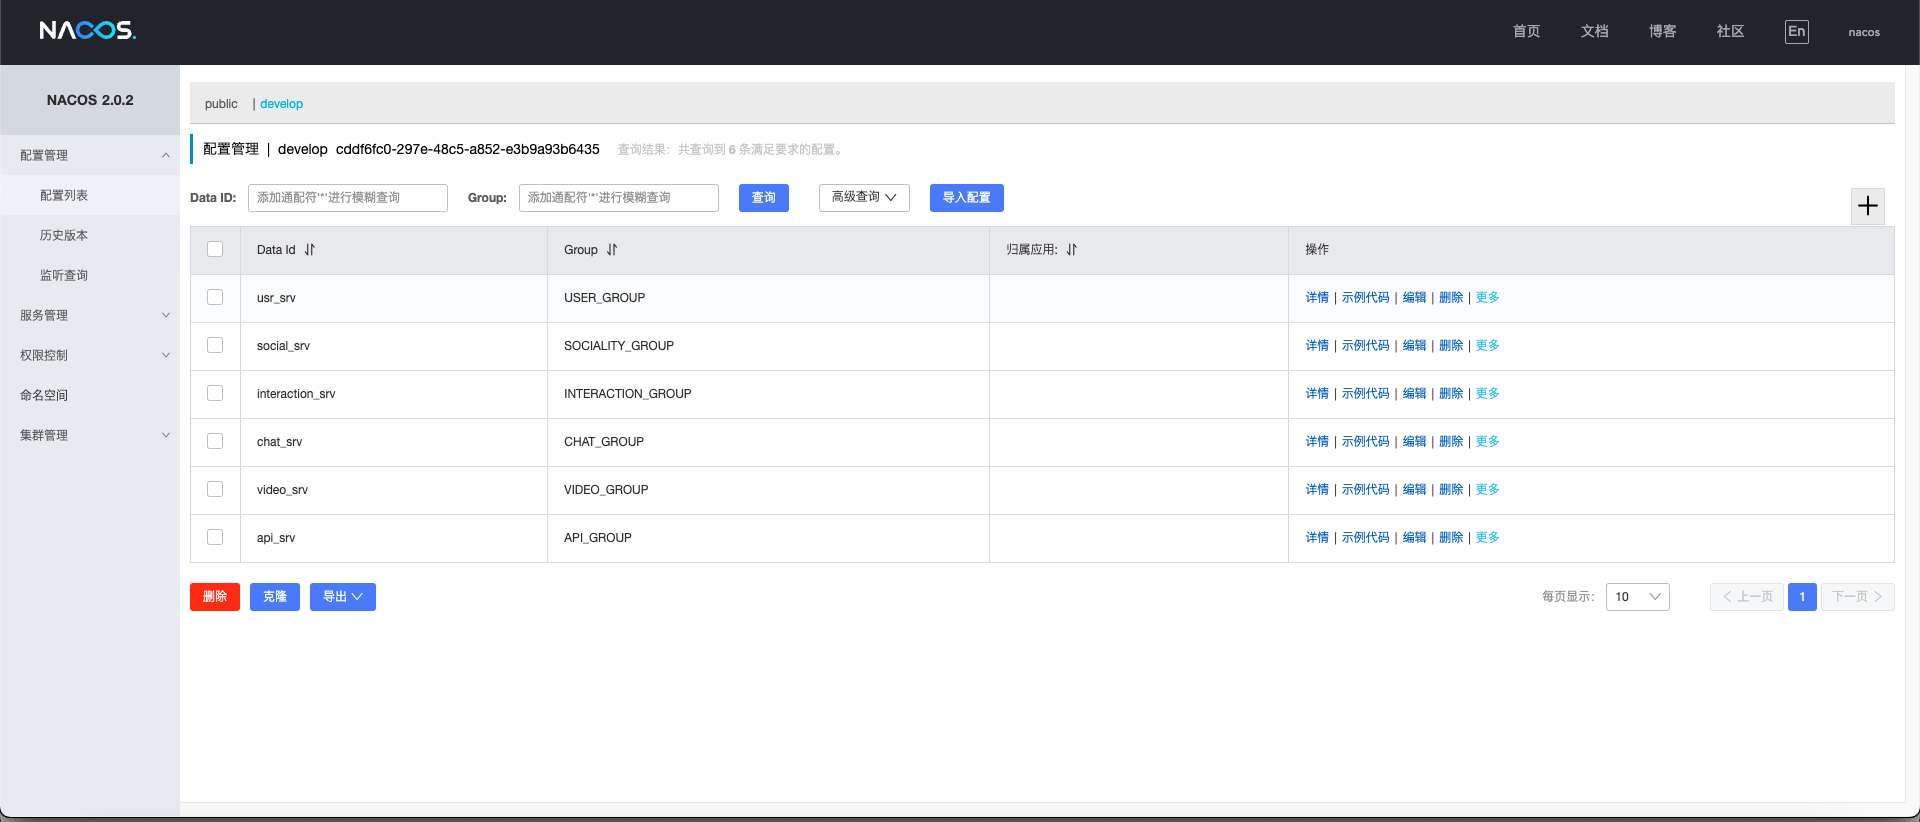 NACOS.
首页 文档 博客 社区 En nacos
NACOS 2.0.2
配置管理
配置列表
历史版本
监听查询
服务管理
权限控制
命名空间
集群管理
public | develop
配置管理 | develop cddf6fc0-297e-48c5-a852-e3b9a93b6435 查询结果：共查询到 6 条满足要求的配置。
Data ID: 添加通配符'*'进行模糊查询 Group: 添加通配符'*'进行模糊查询 查询 高级查询 导入配置
Data Id Group 归属应用: 操作
usr_srv USER_GROUP 详情 | 示例代码 | 编辑 | 删除 | 更多
social_srv SOCIALITY_GROUP 详情 | 示例代码 | 编辑 | 删除 | 更多
interaction_srv INTERACTION_GROUP 详情 | 示例代码 | 编辑 | 删除 | 更多
chat_srv CHAT_GROUP 详情 | 示例代码 | 编辑 | 删除 | 更多
video_srv VIDEO_GROUP 详情 | 示例代码 | 编辑 | 删除 | 更多
api_srv API_GROUP 详情 | 示例代码 | 编辑 | 删除 | 更多
删除 克隆 导出 每页显示: 10 上一页 1 下一页